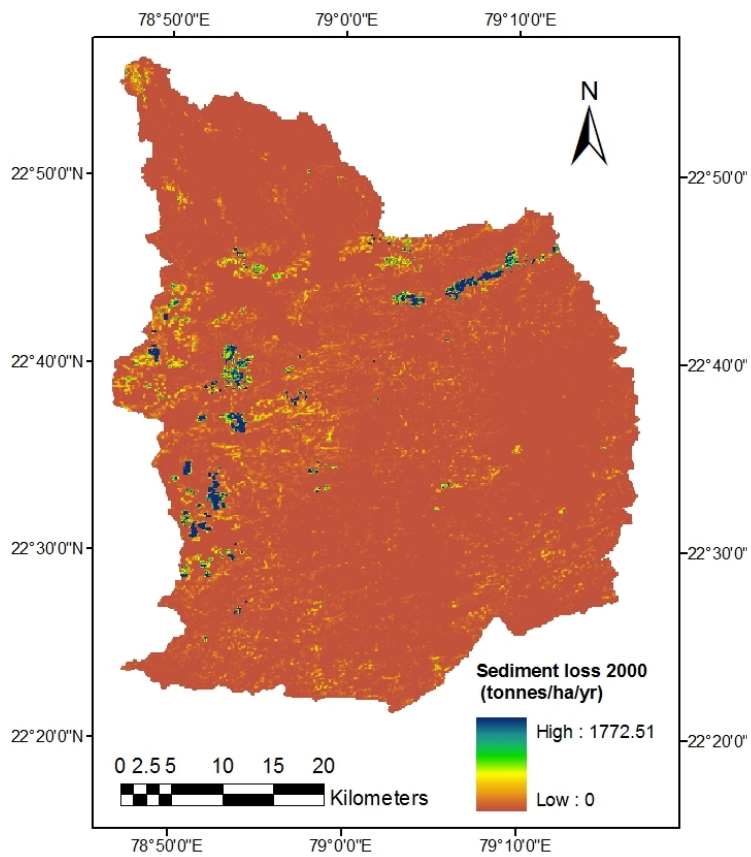 78°50'0"E 79°0'0"E 79°10'0"E
N
22°50'0"N 22°50'0"
22°40'0"N 22°40'0"
22°30'0"N 22°30'0"
Sediment loss 2000
(tonnes/ha/yr)
High : 1772.51
22°20'0"N 22°20'0"
0 2.5 5 10 15 20
Kilometers
Low : 0
78°50'0"E 79°0'0"E 79°10'0"E